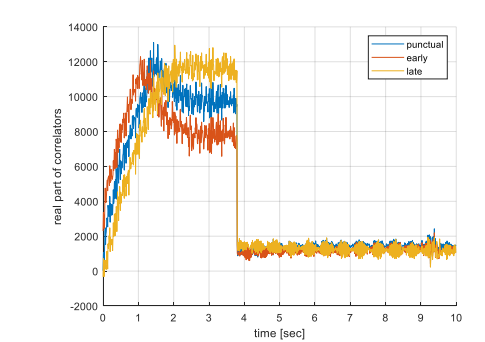 14000
12000
10000
8000
6000
4000
2000
0
-2000
real part of correlators
0 1 2 3 4 5 6 7 8 9 10
time [sec]
punctual
early
late